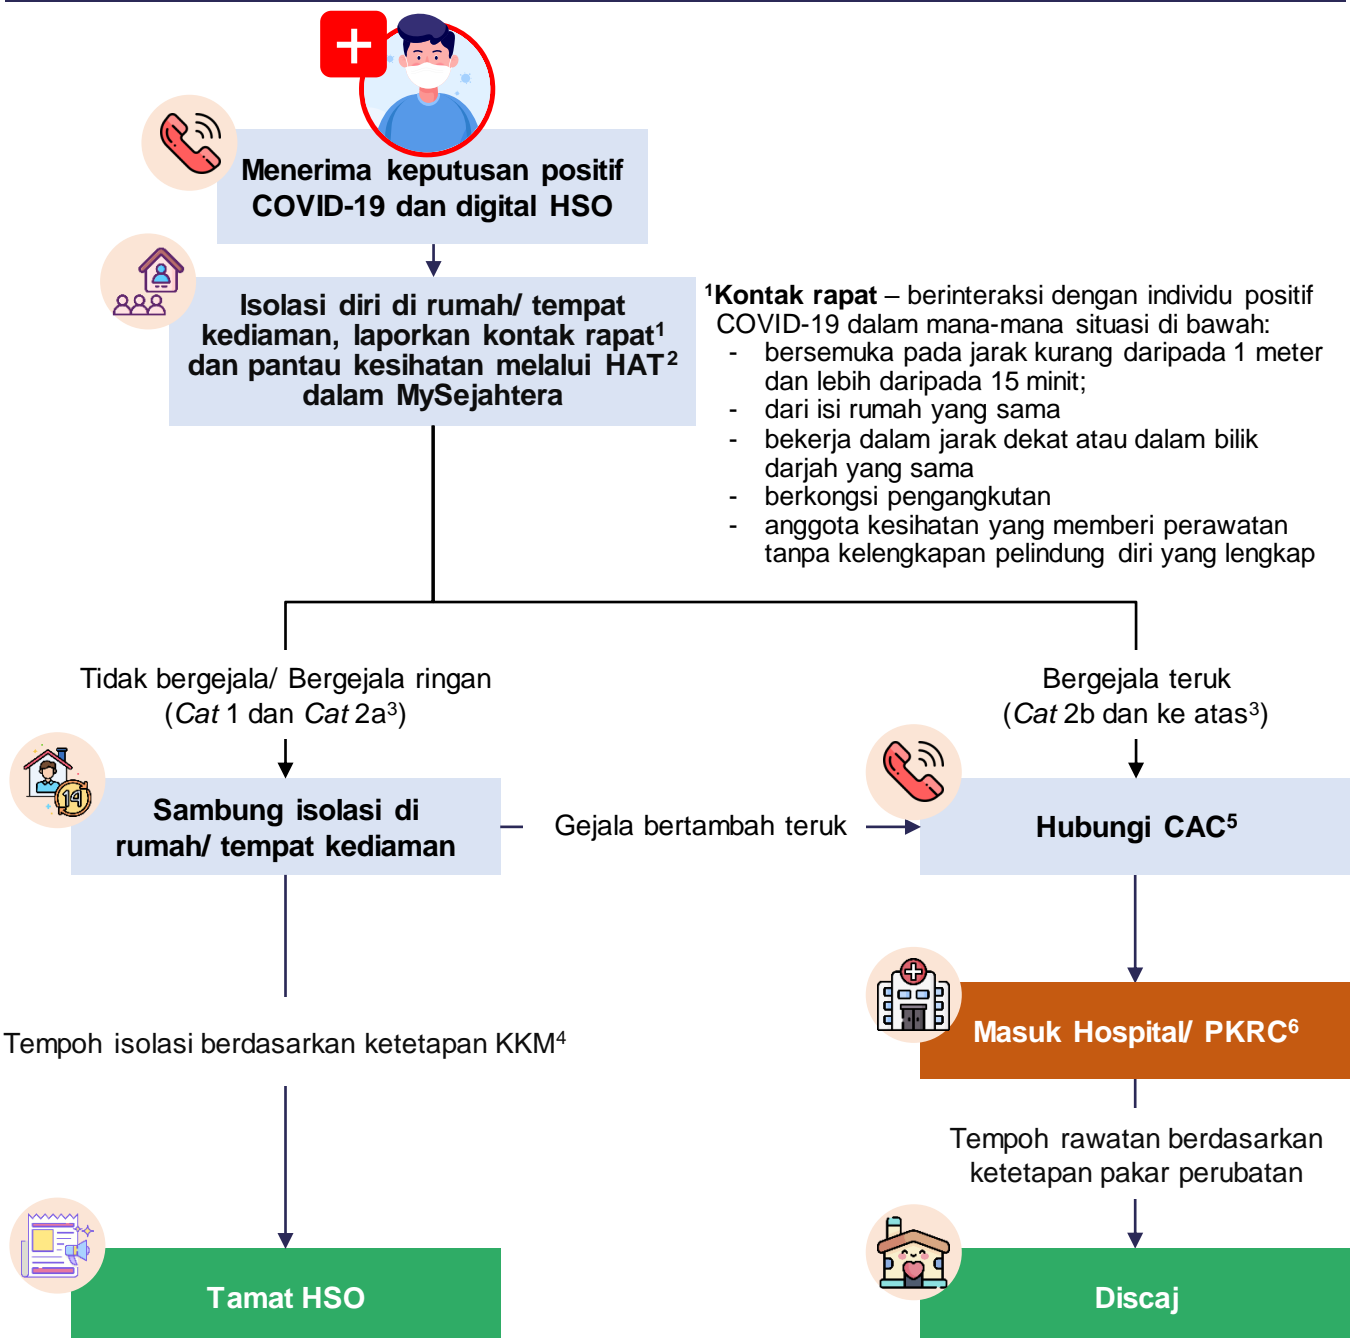 Menerima keputusan positif
COVID-19 dan digital HSO
Isolasi diri di rumah/ tempat
kediaman, laporkan kontak rapat¹
dan pantau kesihatan melalui HAT²
dalam MySejahtera
¹Kontak rapat – berinteraksi dengan individu positif
COVID-19 dalam mana-mana situasi di bawah:
- bersemuka pada jarak kurang daripada 1 meter
dan lebih daripada 15 minit;
- dari isi rumah yang sama
- bekerja dalam jarak dekat atau dalam bilik
darjah yang sama
- berkongsi pengangkutan
- anggota kesihatan yang memberi perawatan
tanpa kelengkapan pelindung diri yang lengkap
Tidak bergejala/ Bergejala ringan
(Cat 1 dan Cat 2a³)
Bergejala teruk
(Cat 2b dan ke atas³)
14
Sambung isolasi di
rumah/ tempat kediaman
Gejala bertambah teruk
Hubungi CAC⁵
Tempoh isolasi berdasarkan ketetapan KKM⁴
Masuk Hospital/ PKRC⁶
Tempoh rawatan berdasarkan
ketetapan pakar perubatan
Tamat HSO
Discaj